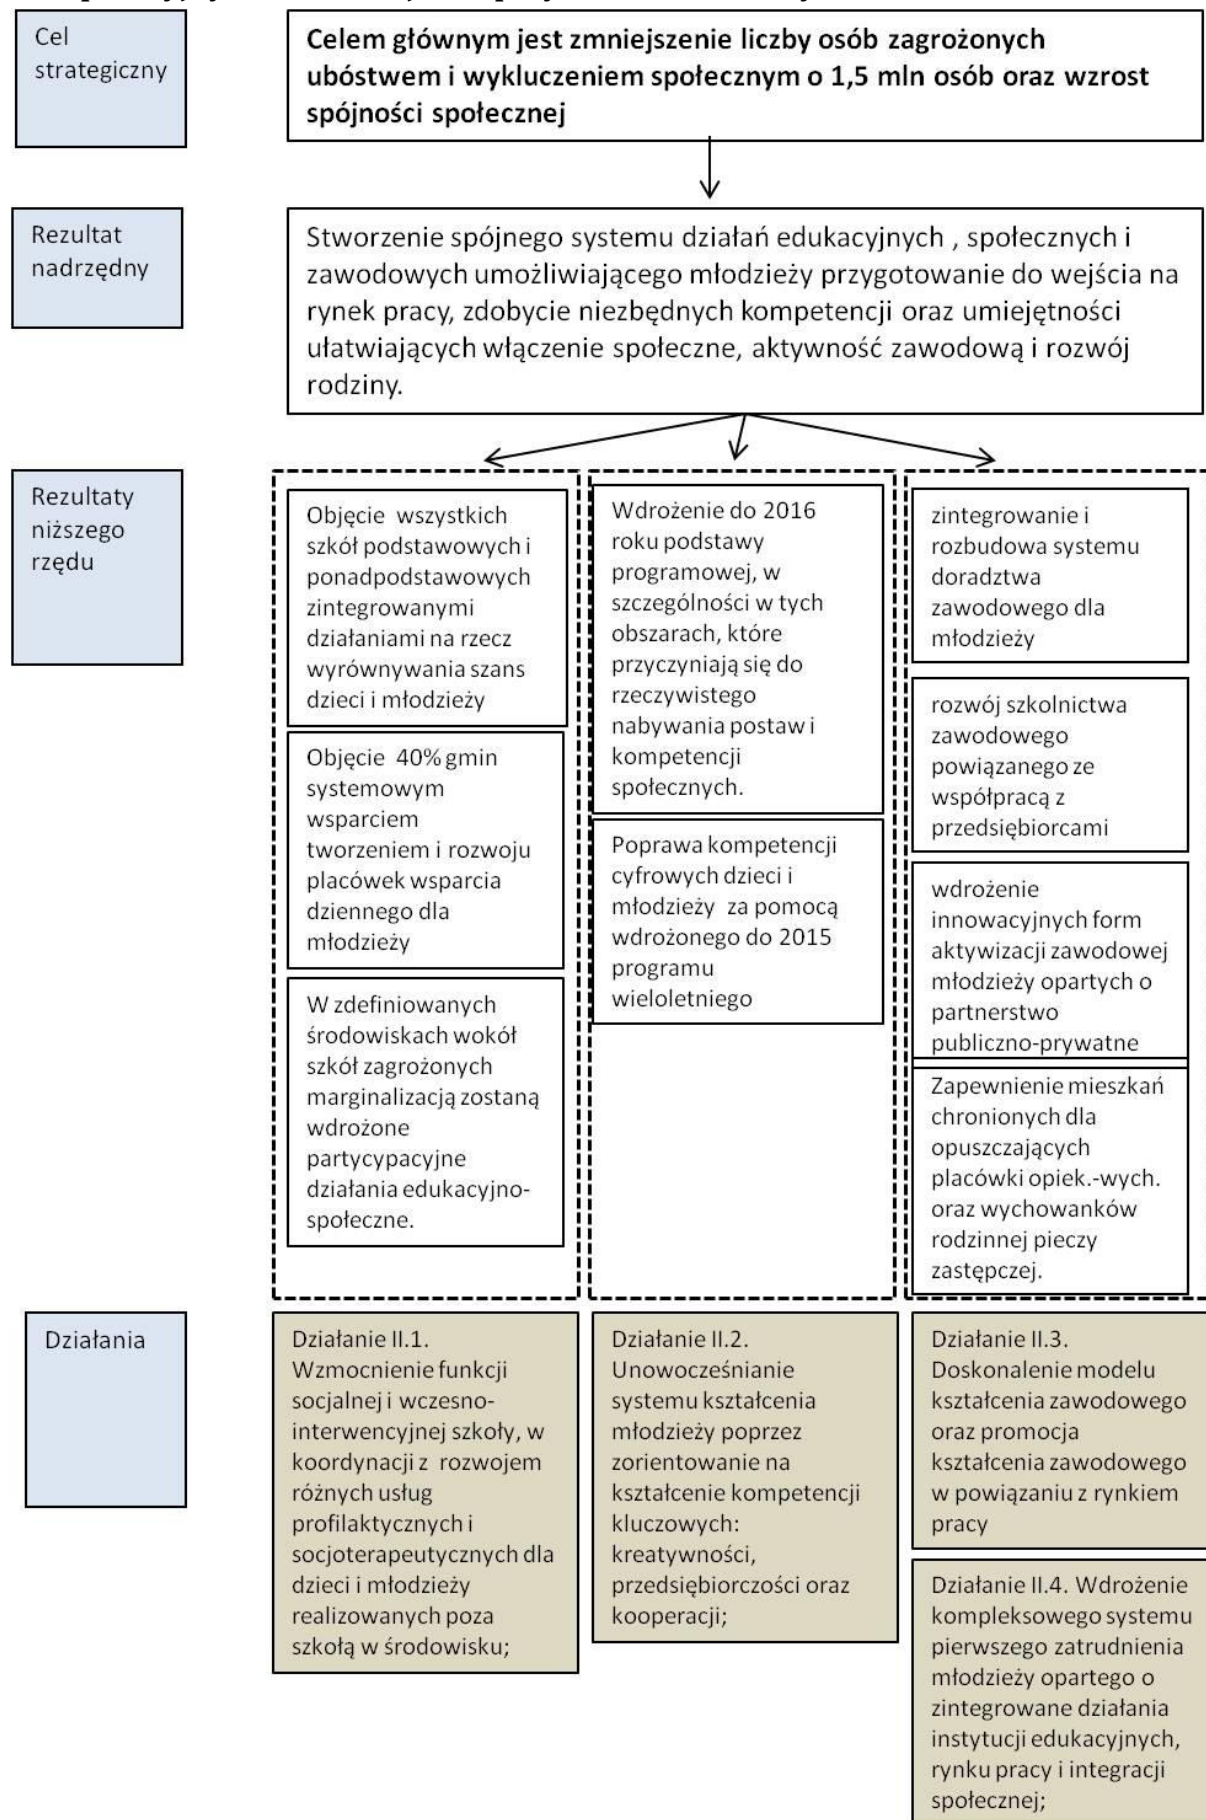 Cel
strategiczny
Celem głównym jest zmniejszenie liczby osób zagrożonych
ubóstwem i wykluczeniem społecznym o 1,5 mln osób oraz wzrost
spójności społecznej
Rezultat
nadrzędny
Stworzenie spójnego systemu działań edukacyjnych , społecznych i
zawodowych umożliwiającego młodzieży przygotowanie do wejścia na
rynek pracy, zdobycie niezbędnych kompetencji oraz umiejętności
ułatwiających włączenie społeczne, aktywność zawodową i rozwój
rodziny.
Rezultaty
niższego
rzędu
Objęcie wszystkich
szkół podstawowych i
ponadpodstawowych
zintegrowanymi
działaniami na rzecz
wyrównywania szans
dzieci i młodzieży
Objęcie 40% gmin
systemowym
wsparciem
tworzeniem i rozwoju
placówek wsparcia
dziennego dla
młodzieży
W zdefiniowanych
środowiskach wokół
szkół zagrożonych
marginalizacją zostaną
wdrożone
partycypacyjne
działania edukacyjno-
społeczne.
Wdrożenie do 2016
roku podstawy
programowej, w
szczególności w tych
obszarach, które
przyczyniają się do
rzeczywistego
nabywania postaw i
kompetencji
społecznych.
Poprawa kompetencji
cyfrowych dzieci i
młodzieży za pomocą
wdrożonego do 2015
programu
wieloletniego
zintegrowanie i
rozbudowa systemu
doradztwa
zawodowego dla
młodzieży
rozwój szkolnictwa
zawodowego
powiązanego ze
współpracą z
przedsiębiorcami
wdrożenie
innowacyjnych form
aktywizacji zawodowej
młodzieży opartych o
partnerstwo
publiczno-prywatne
Zapewnienie mieszkań
chronionych dla
opuszczających
placówki opiek.-wych.
oraz wychowanków
rodzinnej pieczy
zastępczej.
Działania
Działanie II.1.
Wzmocnienie funkcji
socjalnej i wczesno-
interwencyjnej szkoły, w
koordynacji z rozwojem
różnych usług
profilaktycznych i
socjoterapeutycznych dla
dzieci i młodzieży
realizowanych poza
szkołą w środowisku;
Działanie II.2.
Unowocześnianie
systemu kształcenia
młodzieży poprzez
zorientowanie na
kształcenie kompetencji
kluczowych:
kreatywności,
przedsiębiorczości oraz
kooperacji;
Działanie II.3.
Doskonalenie modelu
kształcenia zawodowego
oraz promocja
kształcenia zawodowego
w powiązaniu z rynkiem
pracy
Działanie II.4. Wdrożenie
kompleksowego systemu
pierwszego zatrudnienia
młodzieży opartego o
zintegrowane działania
instytucji edukacyjnych,
rynku pracy i integracji
społecznej;